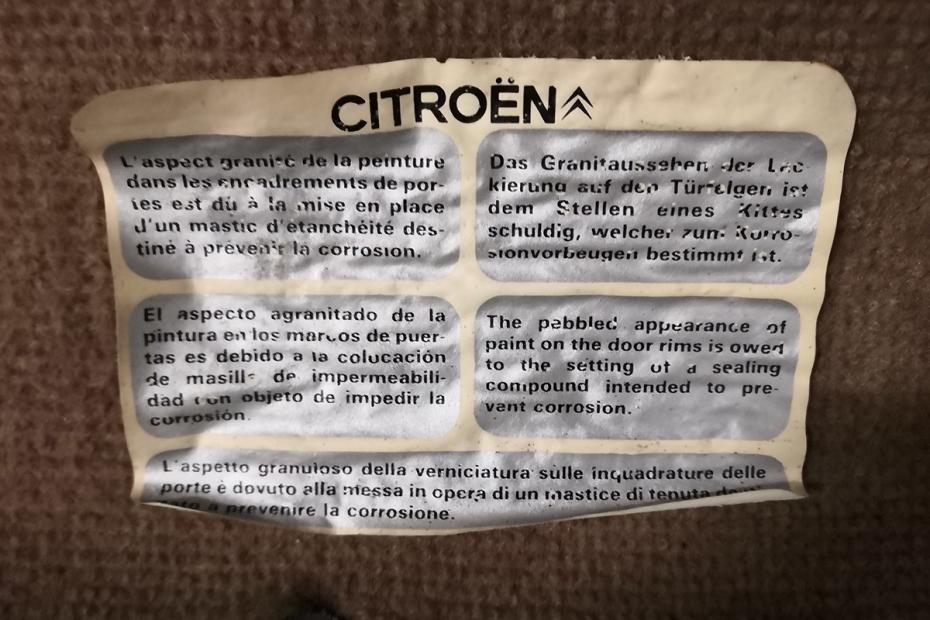 CITROËN
L'aspect granité de la peinture
dans les encadrements de por-
tes est dû à la mise en place
d'un mastic d'étanchéité des-
tiné à prévenir la corrosion.
Das Granitaussehen der Lac-
kierung auf den Türfelgen ist
dem Stellen eines Kittes
schuldig, welcher zum Korro-
sionvorbeugen bestimmt ist.
El aspecto agranitado de la
pintura en los marcos de puer-
tas es debido a la colocación
de masilla de impermeabili-
dad con objeto de impedir la
corrosión.
The pebbled appearance of
paint on the door rims is owed
to the setting of a sealing
compound intended to pre-
vent corrosion.
L'aspetto granuloso della verniciatura sulle inquadrature delle
porte è dovuto alla messa in opera di un mastice di tenuta
a prevenire la corrosione.